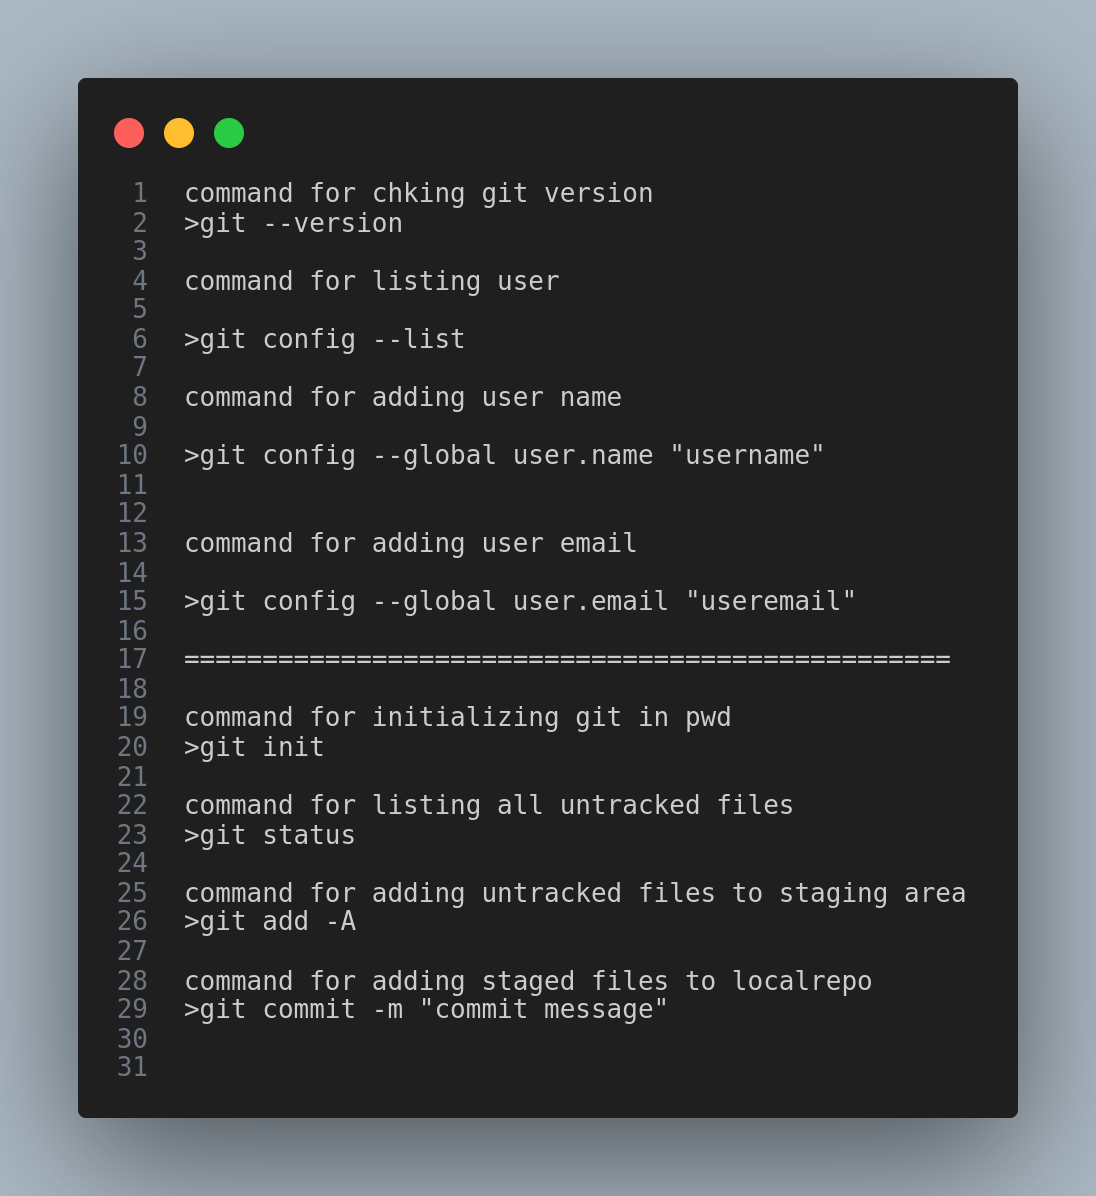 1 command for chking git version
2 >git --version
3
4 command for listing user
5
6 >git config --list
7
8 command for adding user name
9
10 >git config --global user.name "username"
11
12
13 command for adding user email
14
15 >git config --global user.email "useremail"
16
17 =================================================
18
19 command for initializing git in pwd
20 >git init
21
22 command for listing all untracked files
23 >git status
24
25 command for adding untracked files to staging area
26 >git add -A
27
28 command for adding staged files to localrepo
29 >git commit -m "commit message"
30
31